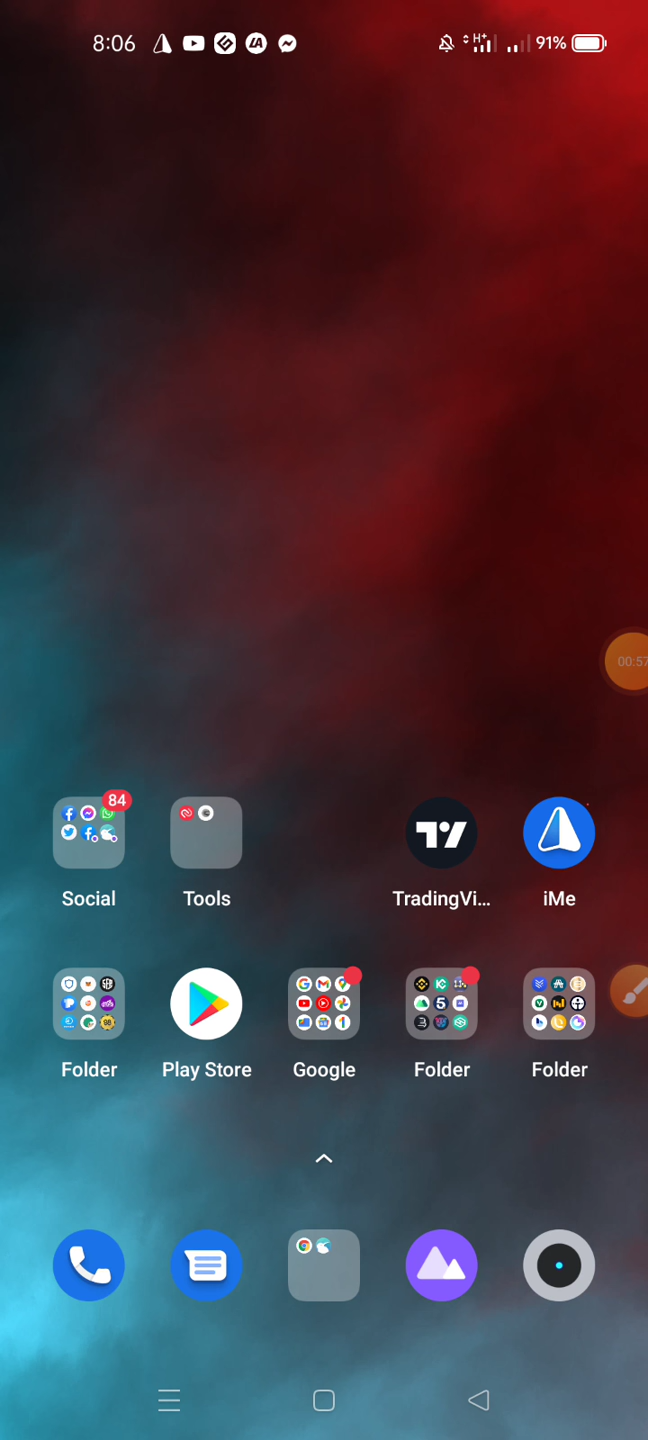 8:06 H+ 91%
00:57
84
Social Tools TradingVi... iMe
Folder Play Store Google Folder Folder